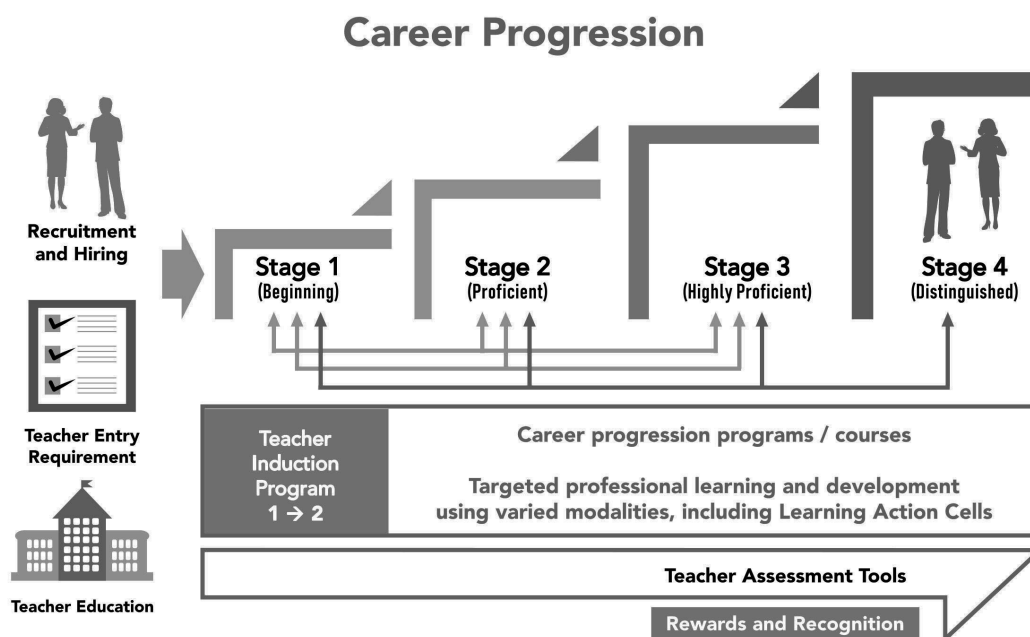 Career Progression
Recruitment
and Hiring
Teacher Entry
Requirement
Teacher Education
Stage 1
(Beginning)
Stage 2
(Proficient)
Stage 3
(Highly Proficient)
Stage 4
(Distinguished)
Teacher
Induction
Program
1 → 2
Career progression programs / courses
Targeted professional learning and development
using varied modalities, including Learning Action Cells
Teacher Assessment Tools
Rewards and Recognition